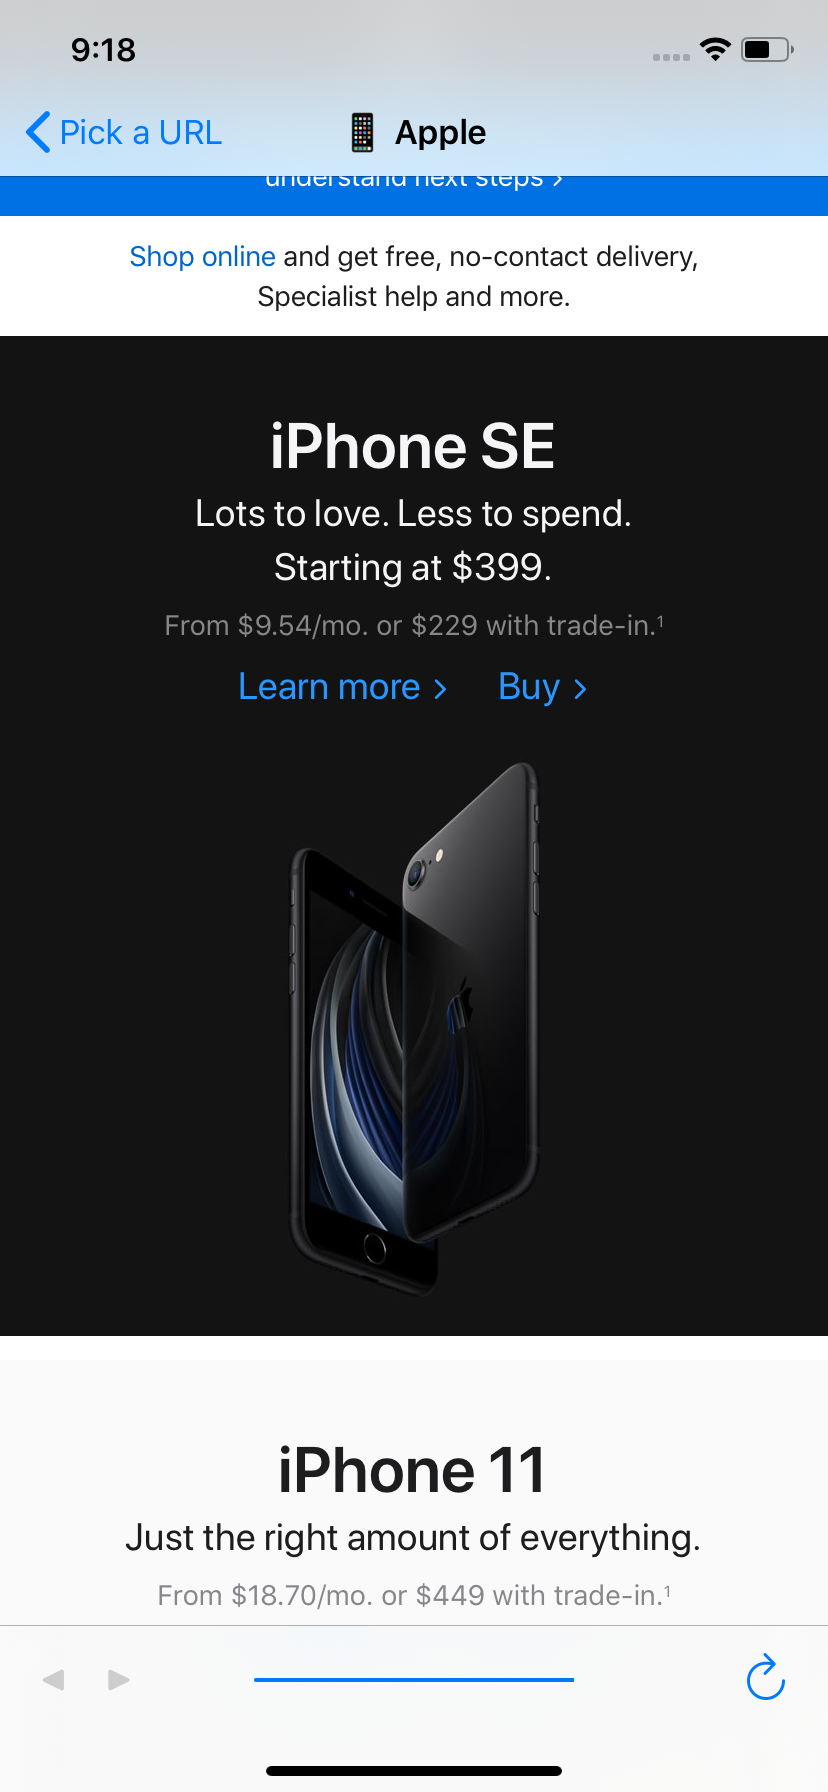 9:18
Pick a URL
Apple
understand next steps >
Shop online and get free, no-contact delivery,
Specialist help and more.
iPhone SE
Lots to love. Less to spend.
Starting at $399.
From $9.54/mo. or $229 with trade-in.¹
Learn more > Buy >
iPhone 11
Just the right amount of everything.
From $18.70/mo. or $449 with trade-in.¹